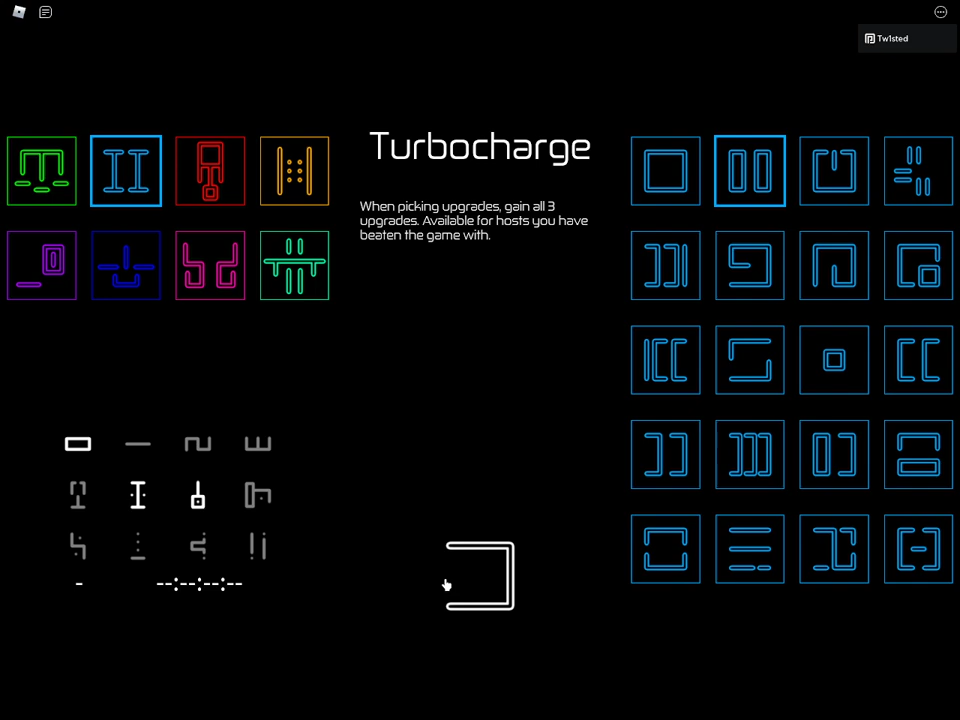 Tw1sted
Turbocharge
When picking upgrades, gain all 3
upgrades. Available for hosts you have
beaten the game with.
-
--:--:--:--